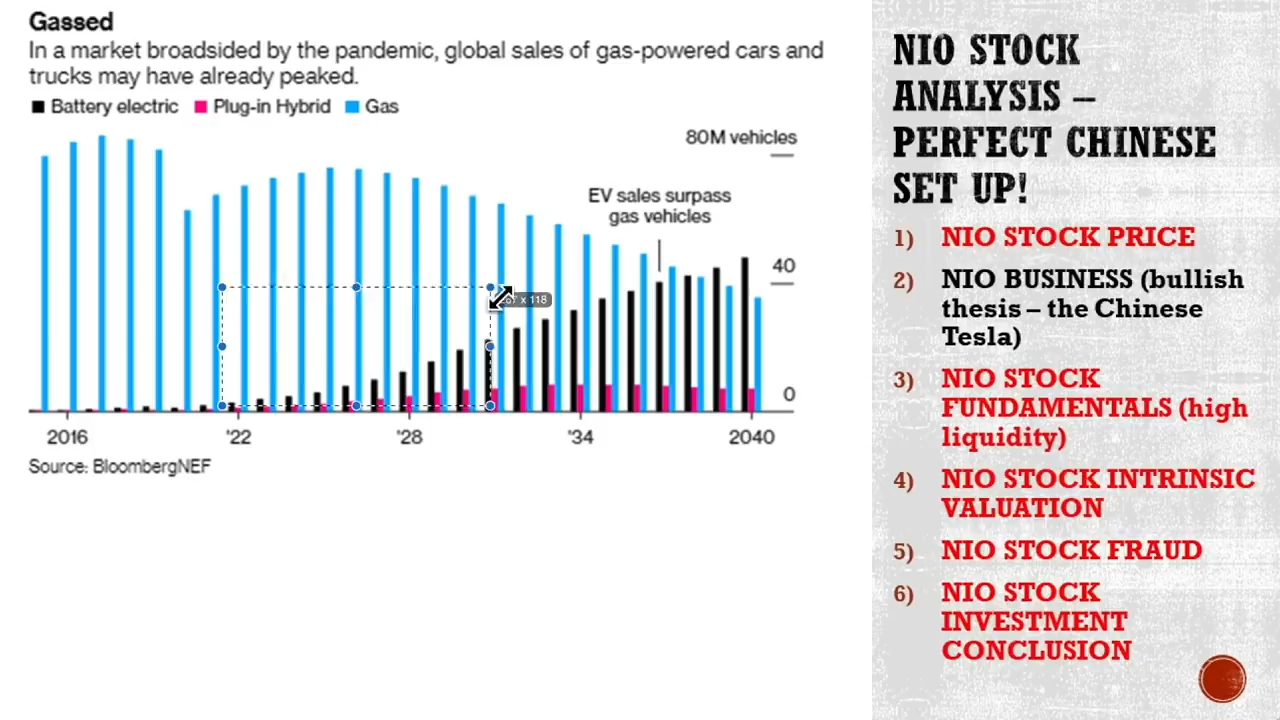 Gassed
In a market broadsided by the pandemic, global sales of gas-powered cars and
trucks may have already peaked.
Battery electric Plug-in Hybrid Gas
80M vehicles
EV sales surpass
gas vehicles
40
x 118
0
2016 '22 '28 '34 2040
Source: BloombergNEF
NIO STOCK
ANALYSIS –
PERFECT CHINESE
SET UP!
1) NIO STOCK PRICE
2) NIO BUSINESS (bullish
thesis – the Chinese
Tesla)
3) NIO STOCK
FUNDAMENTALS (high
liquidity)
4) NIO STOCK INTRINSIC
VALUATION
5) NIO STOCK FRAUD
6) NIO STOCK
INVESTMENT
CONCLUSION